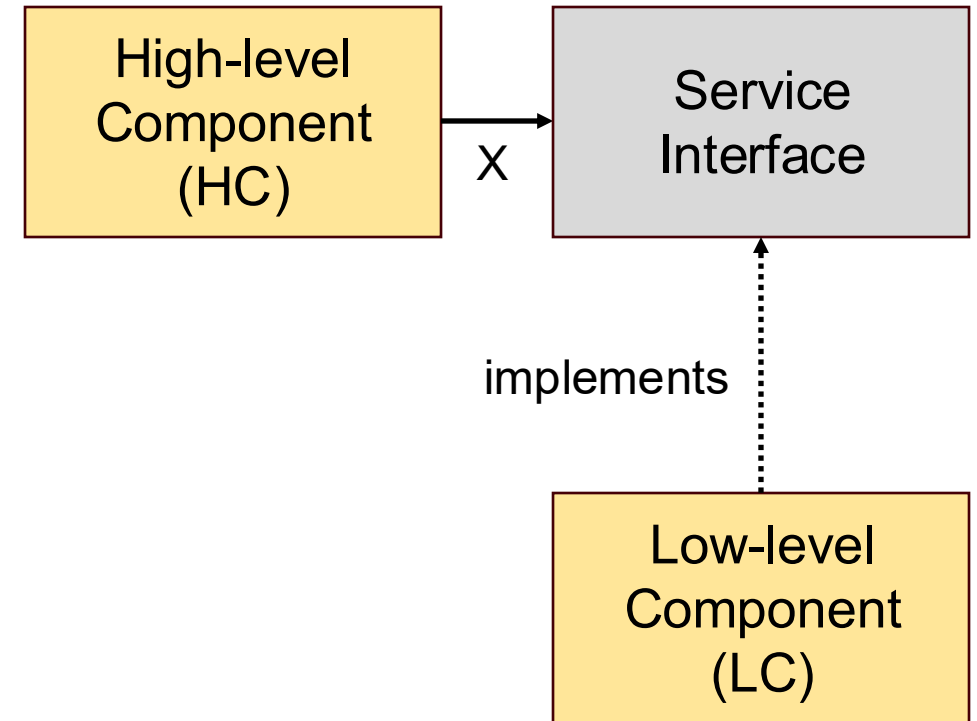 High-level
Component
(HC)
X
Service
Interface
implements
Low-level
Component
(LC)